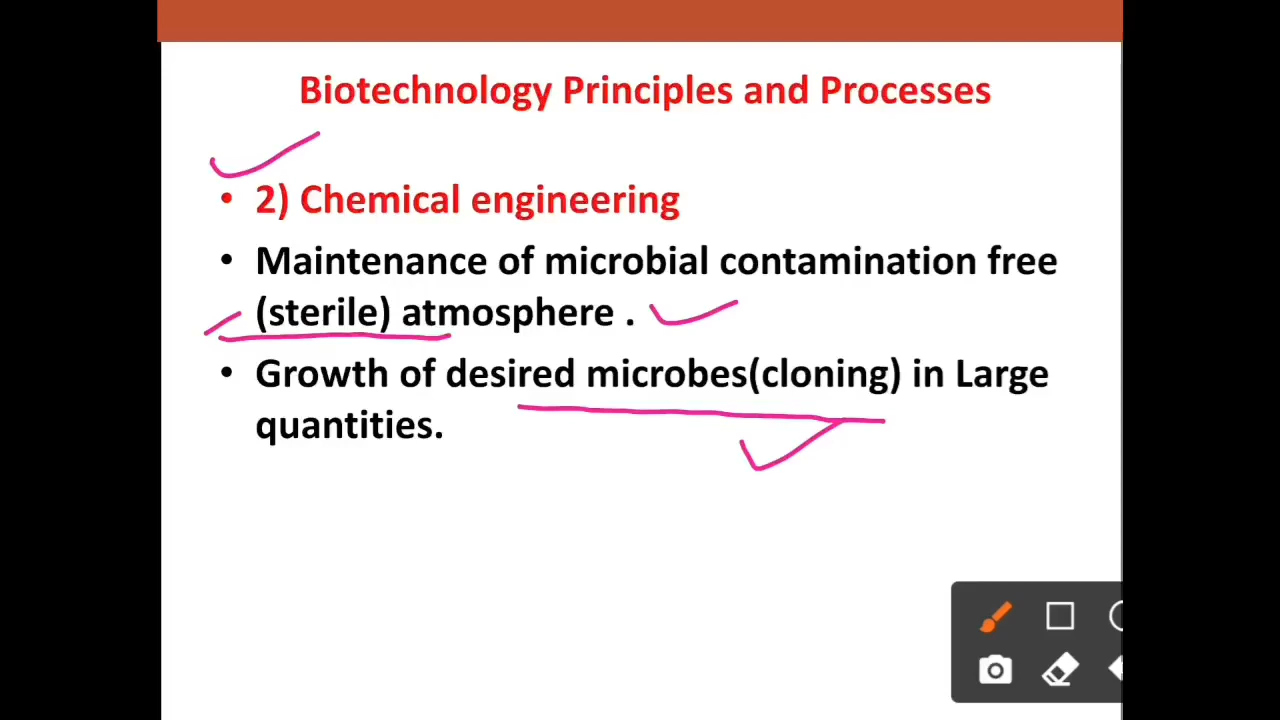 Biotechnology Principles and Processes
• 2) Chemical engineering
• Maintenance of microbial contamination free
(sterile) atmosphere .
• Growth of desired microbes(cloning) in Large
quantities.